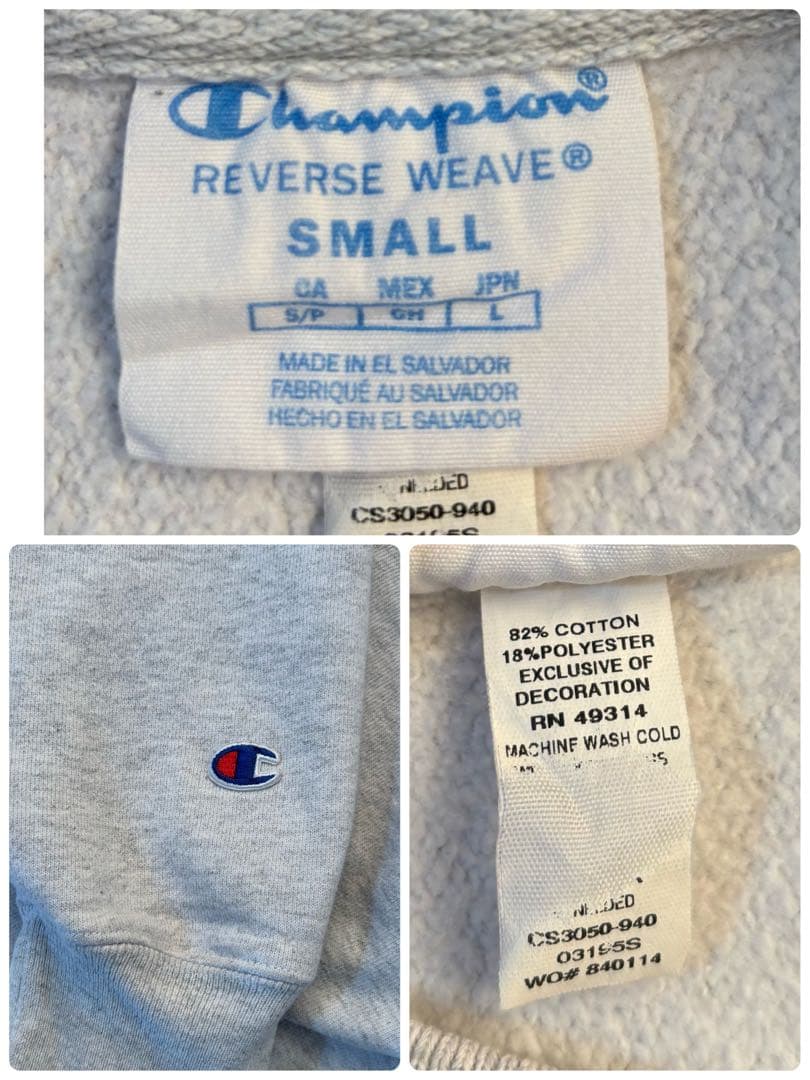 Champion®
REVERSE WEAVE®
SMALL
CA MEX JPN
S/P CH L
MADE IN EL SALVADOR
FABRIQUÉ AU SALVADOR
HECHO EN EL SALVADOR
CS3050-940
82% COTTON
18%POLYESTER
EXCLUSIVE OF
DECORATION
RN 49314
MACHINE WASH COLD
CS3050-940
WO# 840114